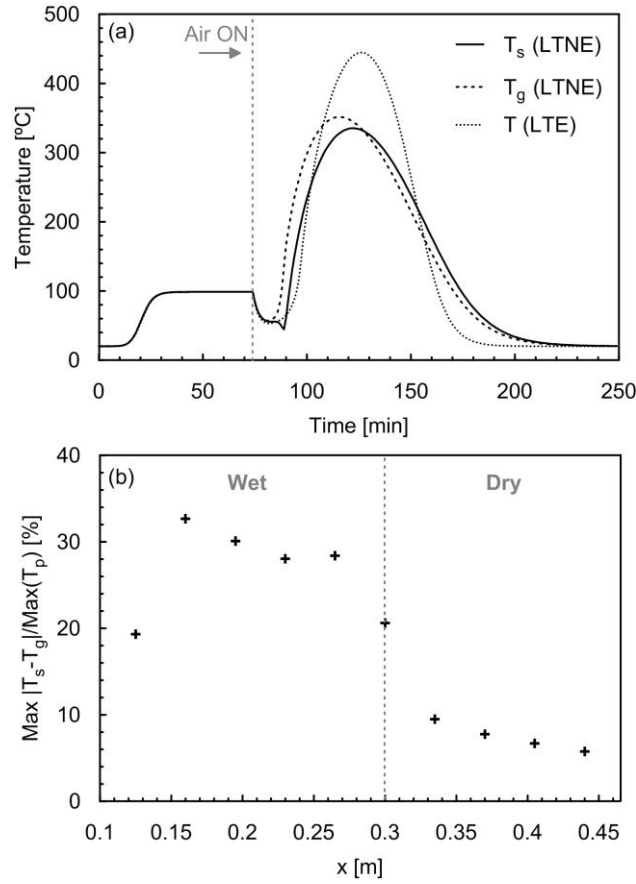 (a)
Air ON
T_s (LTNE)
T_g (LTNE)
T (LTE)
Temperature [ºC]
500
400
300
200
100
0
0 50 100 150 200 250
Time [min]
(b)
Wet
Dry
Max |T_s-T_g|/Max(T_p) [%]
40
30
20
10
0
0.1 0.15 0.2 0.25 0.3 0.35 0.4 0.45
x [m]